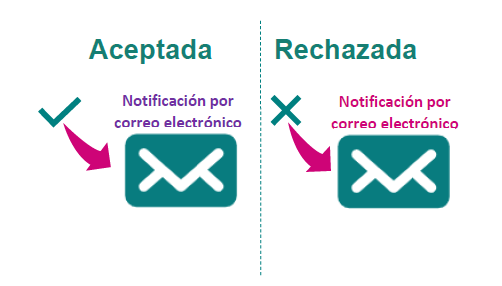 Aceptada
Notificación por
correo electrónico
Rechazada
Notificación por
correo electrónico